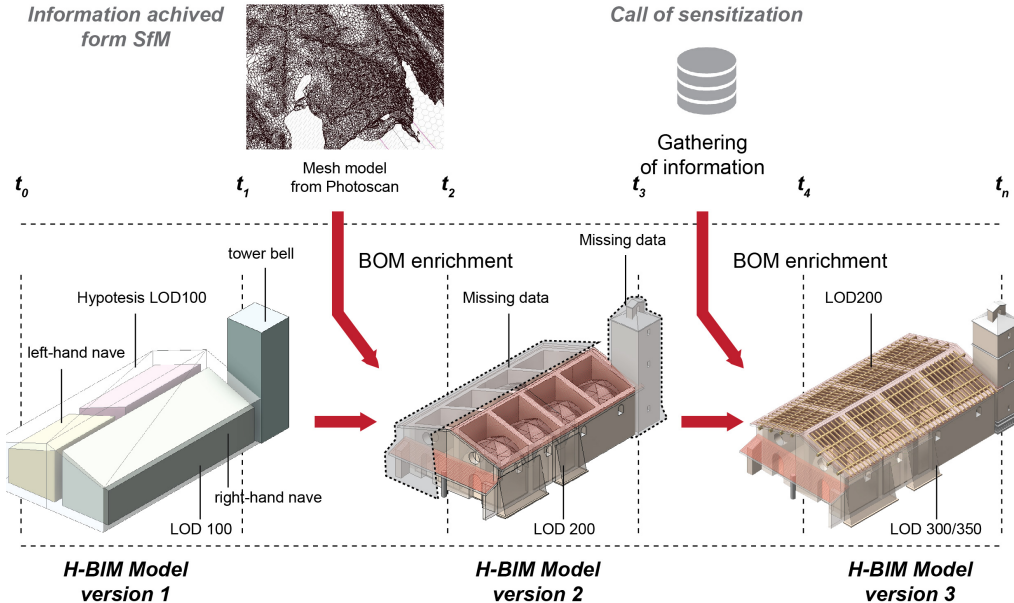 Information achived
form SfM
Call of sensitization
Mesh model
from Photoscan
Gathering
of information
t0
t1
t2
t3
t4
tn
tower bell
BOM enrichment
Missing data
BOM enrichment
Hypotesis LOD100
Missing data
LOD200
left-hand nave
right-hand nave
LOD 100
LOD 200
LOD 300/350
H-BIM Model
version 1
H-BIM Model
version 2
H-BIM Model
version 3